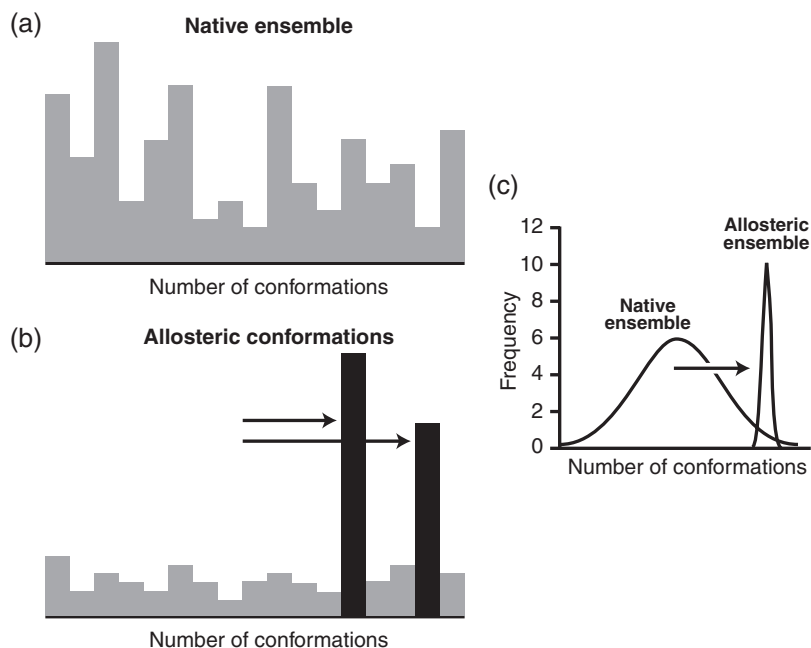 (a)
Native ensemble
Number of conformations
(b)
Allosteric conformations
Number of conformations
(c)
12
10
8
6
4
2
0
Frequency
Native
ensemble
Allosteric
ensemble
Number of conformations